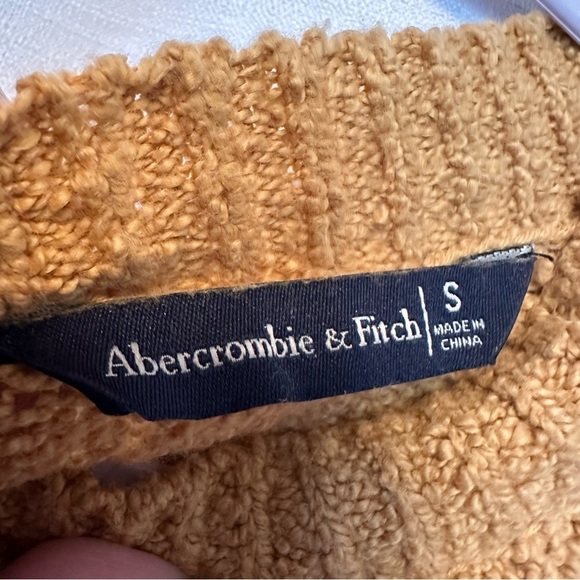 Abercrombie & Fitch
S
MADE IN
CHINA